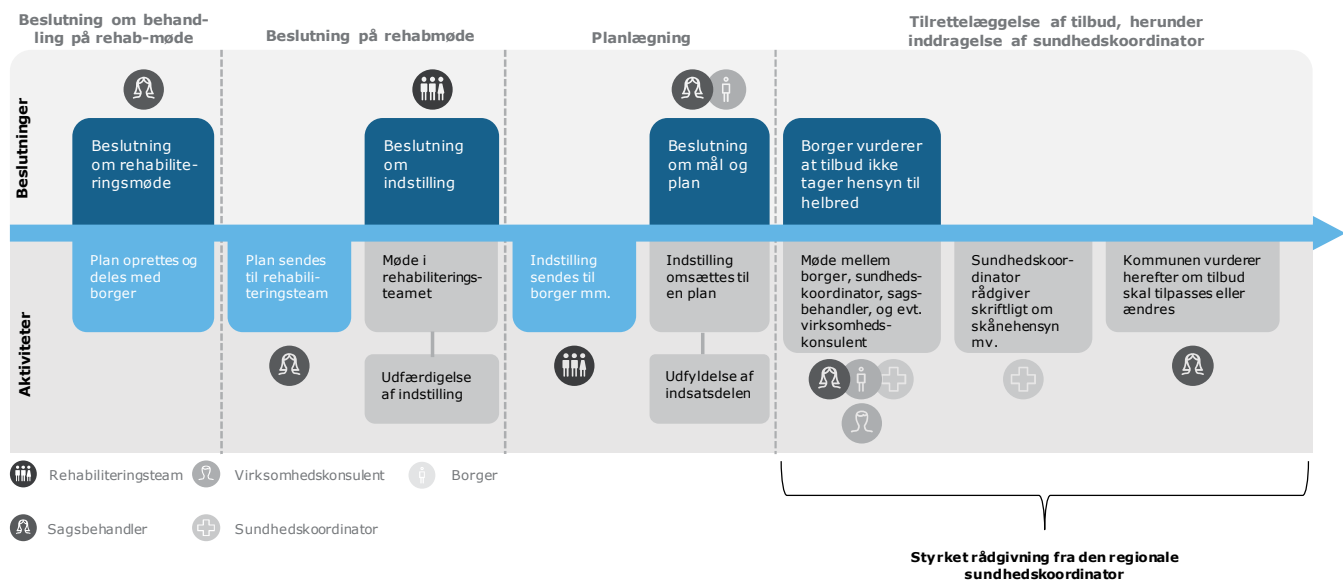 Beslutning om behand-
ling på rehab-møde
Beslutning på rehabmøde
Planlægning
Tilrettelæggelse af tilbud, herunder
inddragelse af sundhedskoordinator
Beslutninger
Beslutning
om rehabilite-
ringsmøde
Beslutning
om
indstilling
Beslutning
om mål og
plan
Borger vurderer
at tilbud ikke
tager hensyn til
helbred
Aktiviteter
Plan oprettes og
deles med
borger
Plan sendes
til rehabili-
teringsteam
Møde i
rehabiliterings-
teamet
Udfærdigelse
af indstilling
Indstilling
sendes til
borger mm.
Indstilling
omsættes til
en plan
Udfyldelse af
indsatsdelen
Møde mellem
borger, sundheds-
koordinator, sags-
behandler, og evt.
virksomheds-
konsulent
Sundhedskoor-
dinator
rådgiver
skriftligt om
skånehensyn
mv.
Kommunen vurderer
herefter om tilbud
skal tilpasses eller
ændres
Rehabiliteringsteam
Virksomhedskonsulent
Borger
Sagsbehandler
Sundhedskoordinator
Styrket rådgivning fra den regionale
sundhedskoordinator